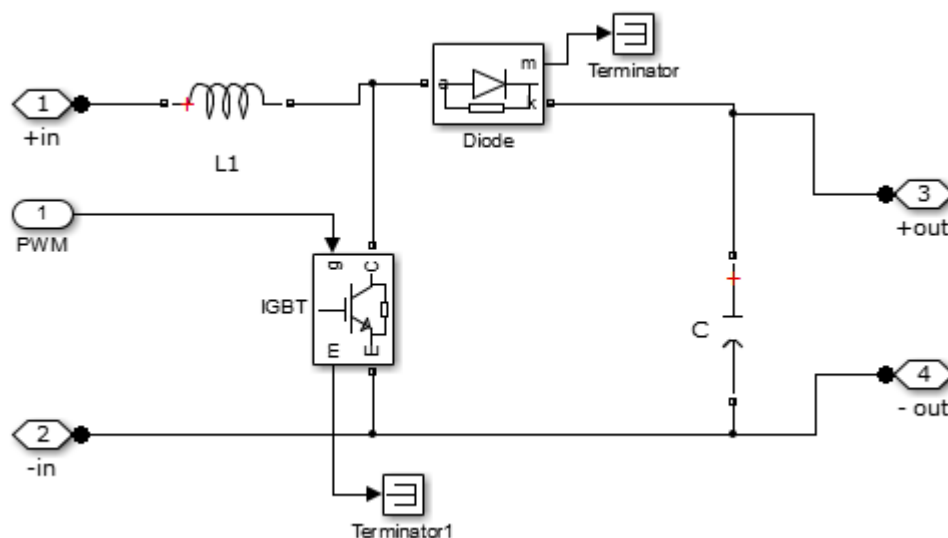 m
Terminator
a
k
Diode
1
+in
L1
3
+out
1
PWM
g
C
IGBT
m
E
C
4
- out
2
-in
Terminator1